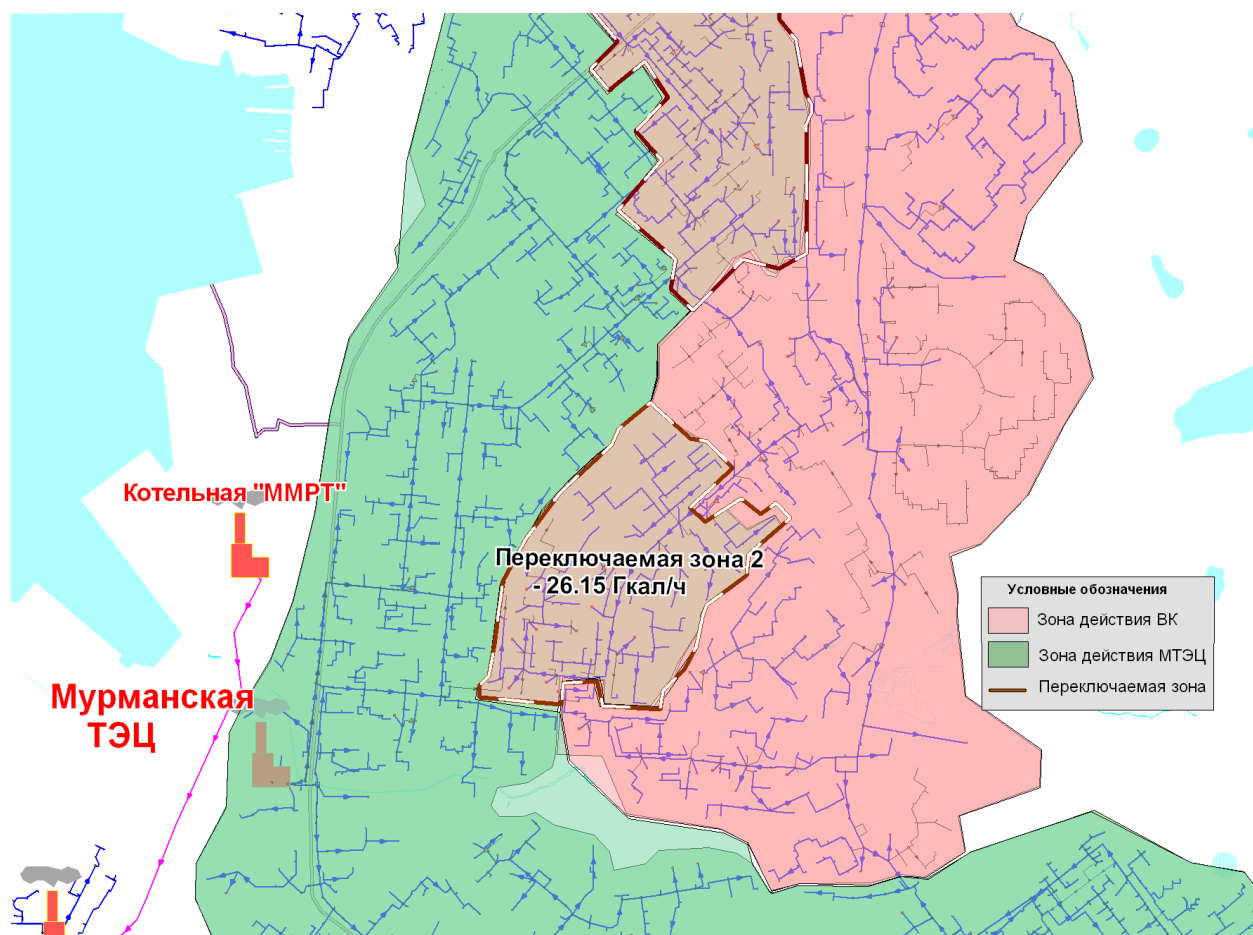 Котельная "ММРТ"
Переключаемая зона 2
- 26.15 Гкал/ч
Мурманская
ТЭЦ
Условные обозначения
Зона действия ВК
Зона действия МТЭЦ
Переключаемая зона